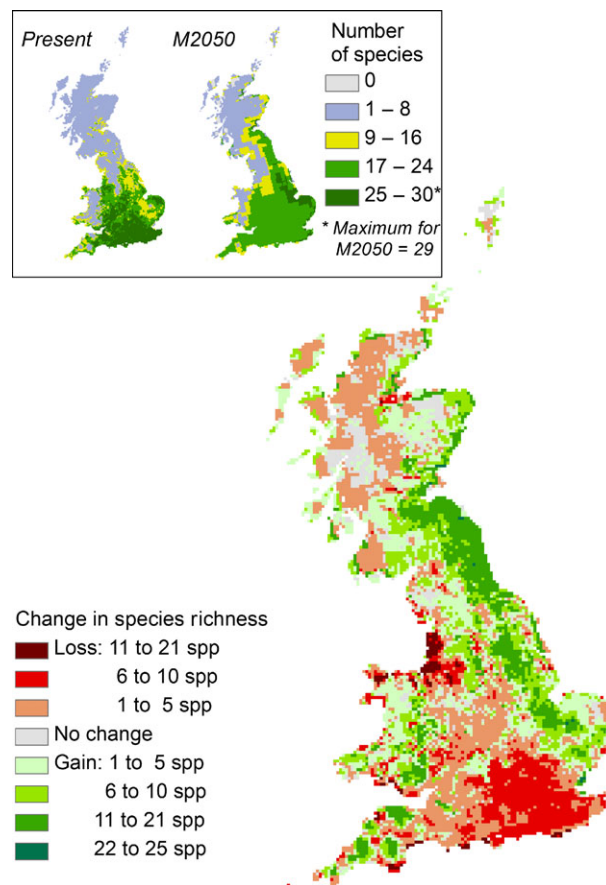 Present
M2050
Number
of species
0
1 – 8
9 – 16
17 – 24
25 – 30*
* Maximum for
M2050 = 29
Change in species richness
Loss: 11 to 21 spp
6 to 10 spp
1 to 5 spp
No change
Gain: 1 to 5 spp
6 to 10 spp
11 to 21 spp
22 to 25 spp